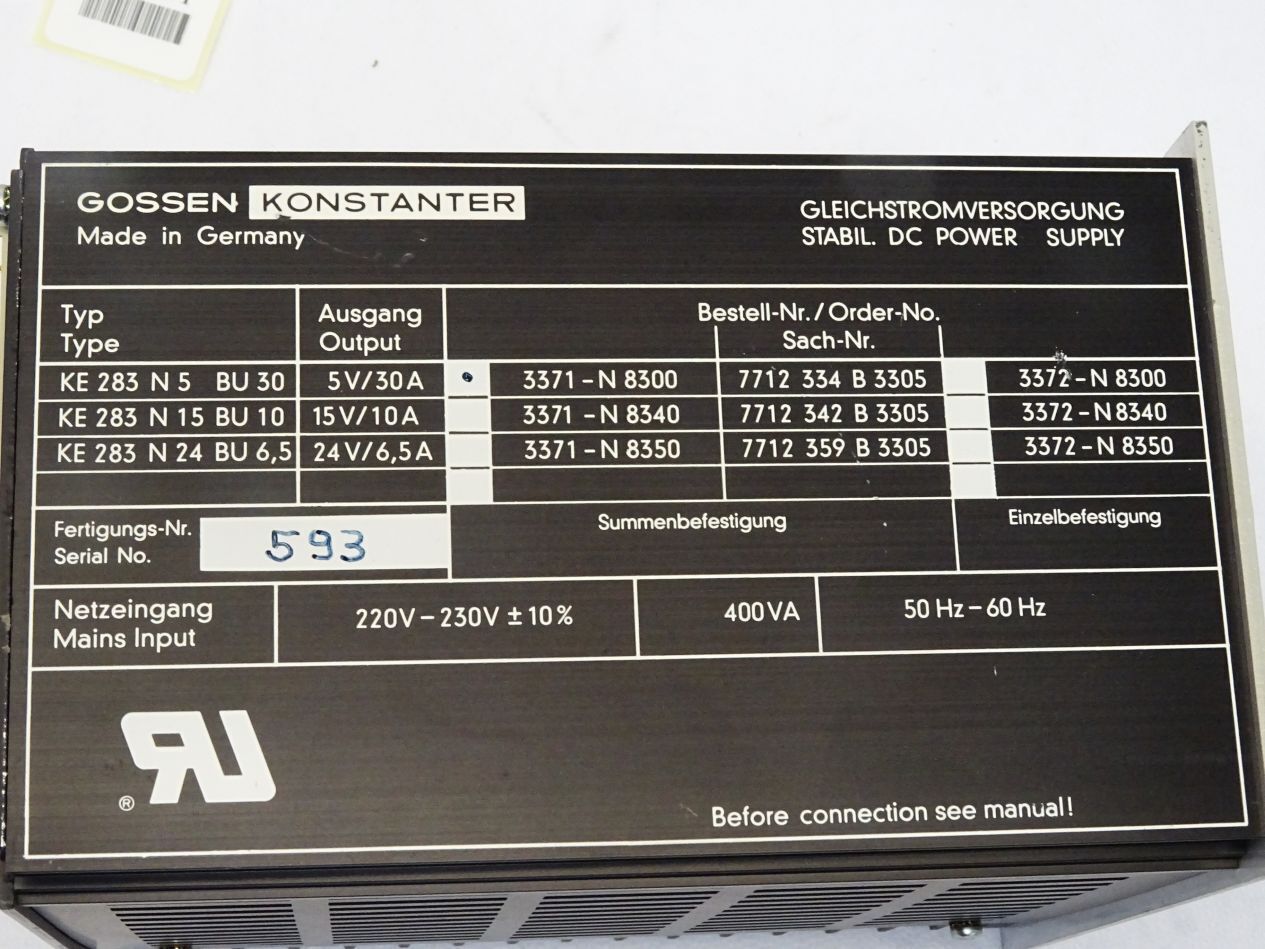 GOSSEN KONSTANTER
Made in Germany
GLEICHSTROMVERSORGUNG
STABIL. DC POWER SUPPLY
Typ
Type
Ausgang
Output
Bestell-Nr./Order-No.
Sach-Nr.
KE 283 N 5 BU 30 5V/30A 3371-N 8300 7712 334 B 3305 3372-N 8300
KE 283 N 15 BU 10 15V/10A 3371-N 8340 7712 342 B 3305 3372-N 8340
KE 283 N 24 BU 6,5 24V/6,5A 3371-N 8350 7712 359 B 3305 3372-N 8350
Fertigungs-Nr.
Serial No.
593
Summenbefestigung
Einzelbefestigung
Netzeingang
Mains Input
220V-230V ±10% 400VA 50Hz-60Hz
RU
®
Before connection see manual!